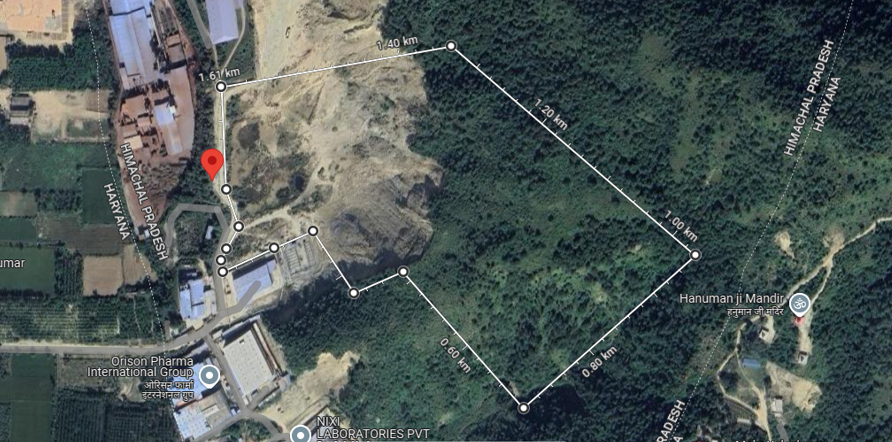 1.40 km
1.61 km
1.20 km
HIMACHAL PRADESH
HARYANA
HIMACHAL PRADESH
HARYANA
1.00 km
umar
Hanuman ji Mandir
हनुमान जी मंदिर
0.60 km
0.80 km
Orison Pharma
International Group
ओरिसन फार्मा
इंटरनेशनल ग्रुप
NIXI
LABORATORIES PVT
RADESH